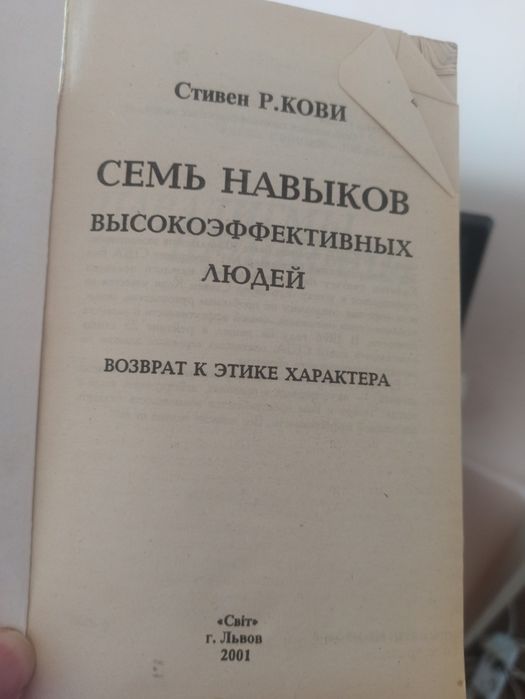 Стивен Р.КОВИ
СЕМЬ НАВЫКОВ
ВЫСОКОЭФФЕКТИВНЫХ
ЛЮДЕЙ
ВОЗВРАТ К ЭТИКЕ ХАРАКТЕРА
«Світ»
г. Львов
2001